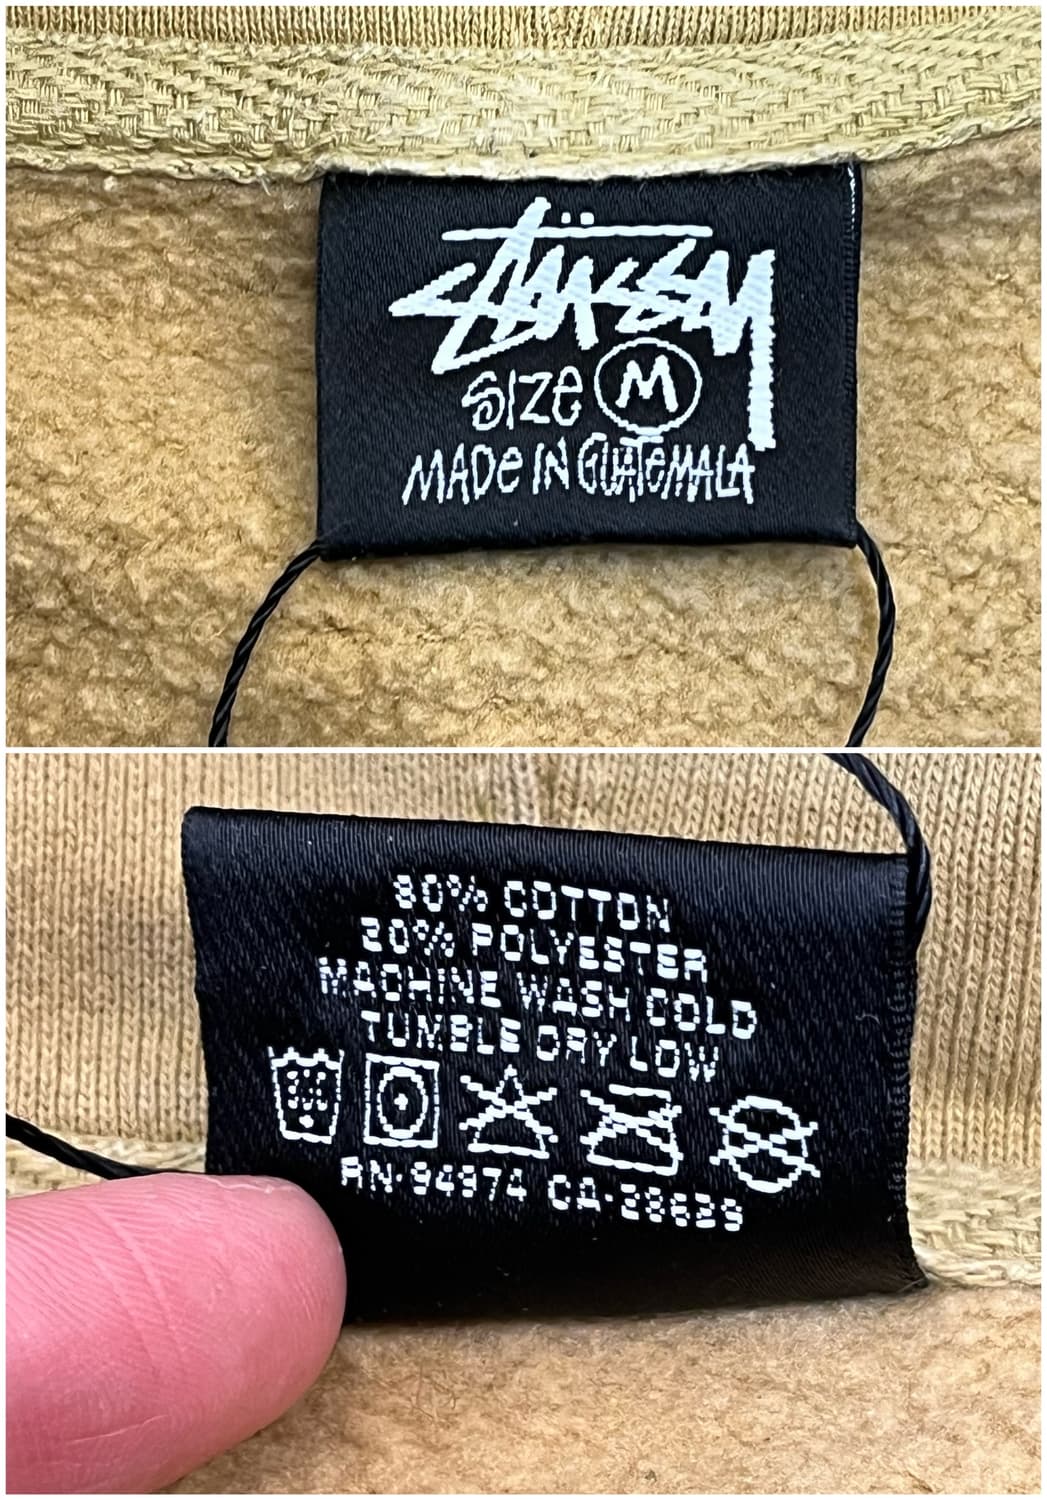 STÜSSY
SIZE M
MADE IN GUATEMALA
80% COTTON
20% POLYESTER
MACHINE WASH COLD
TUMBLE DRY LOW
RN·94974 CA·28629